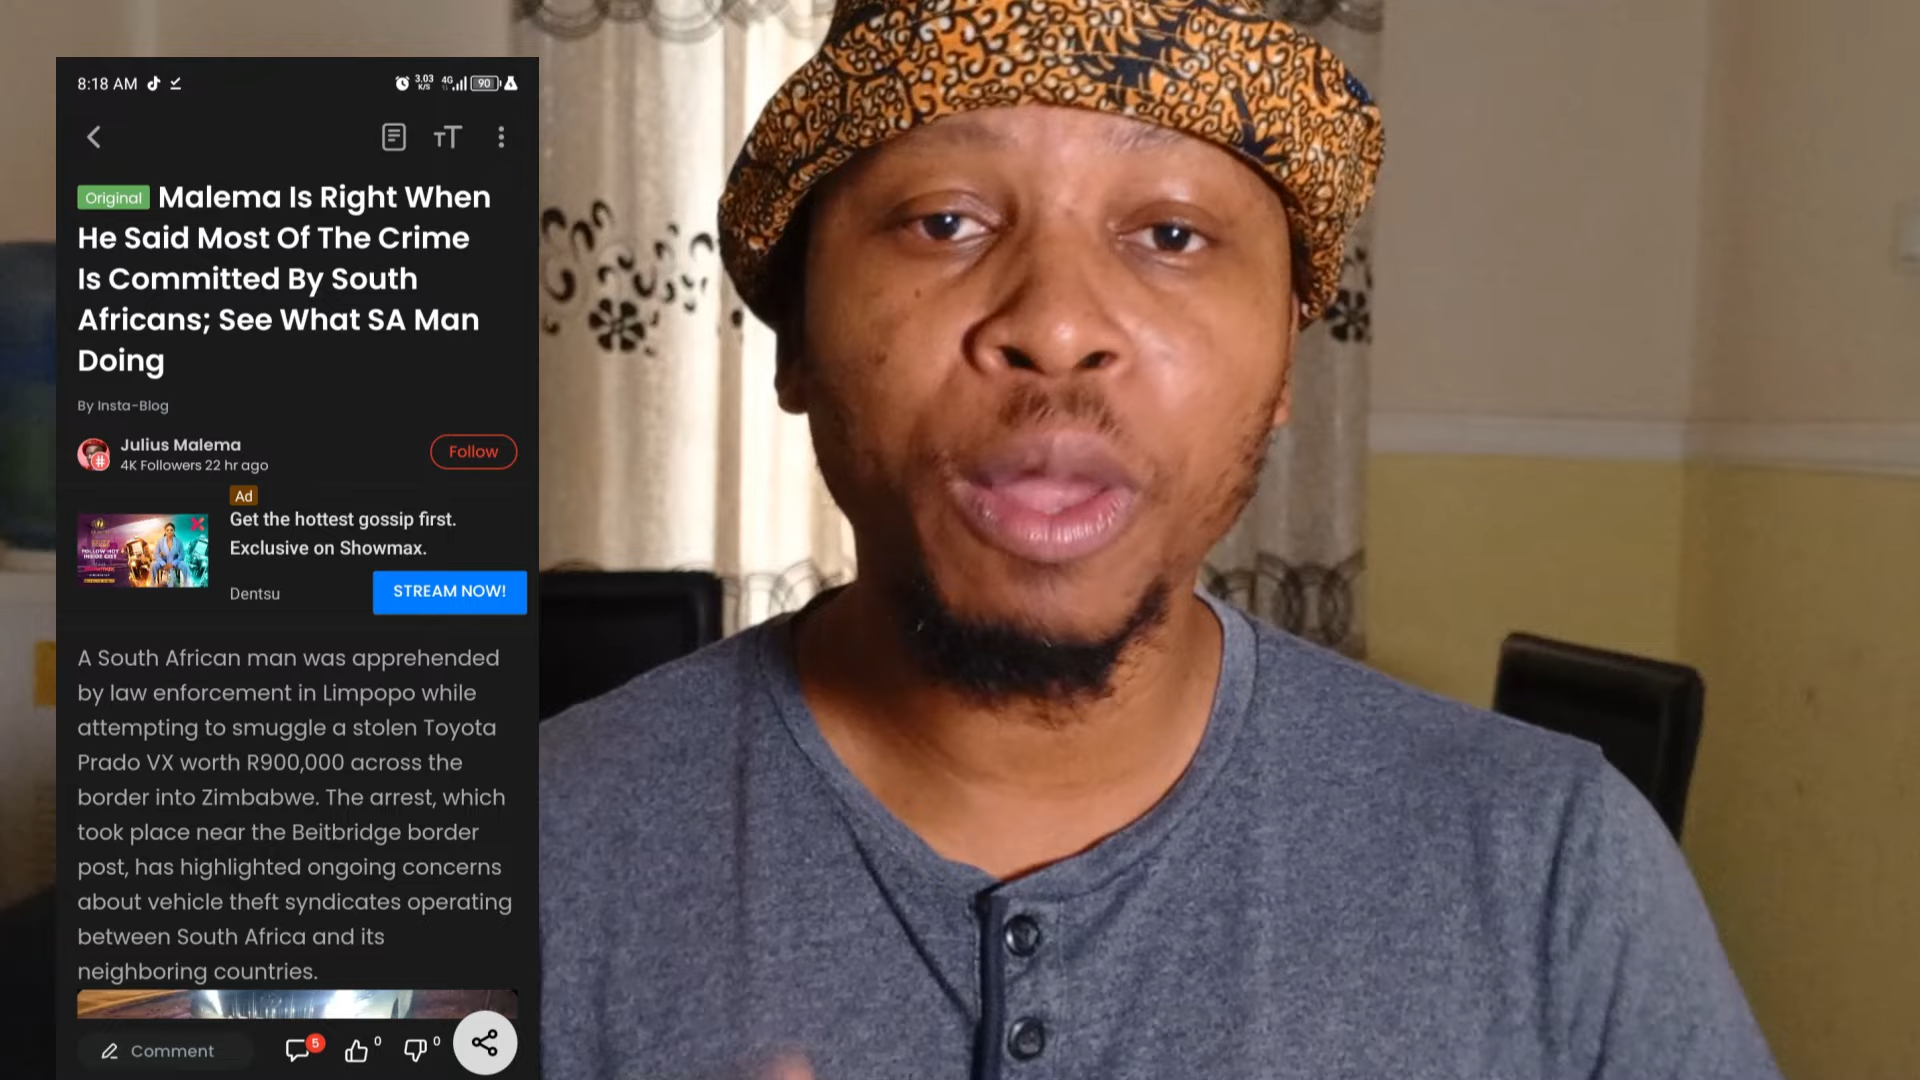 8:18 AM
3.03
K/S
4G
90
Original Malema Is Right When
He Said Most Of The Crime
Is Committed By South
Africans; See What SA Man
Doing
By Insta-Blog
Julius Malema
4K Followers 22 hr ago
Follow
Ad
Get the hottest gossip first.
Exclusive on Showmax.
Dentsu
STREAM NOW!
A South African man was apprehended
by law enforcement in Limpopo while
attempting to smuggle a stolen Toyota
Prado VX worth R900,000 across the
border into Zimbabwe. The arrest, which
took place near the Beitbridge border
post, has highlighted ongoing concerns
about vehicle theft syndicates operating
between South Africa and its
neighboring countries.
Comment
5
0
0